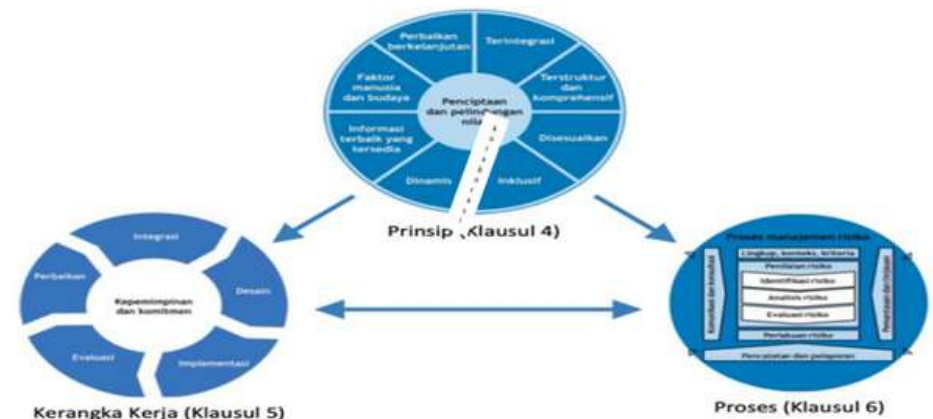 Perbaikan
berkelanjutan
Terintegrasi
Faktor
manusia
dan budaya
Terstruktur
dan
komprehensif
Penciptaan
dan pelindungan
Informasi
terbaik yang
tersedia
Disesuaikan
Dinamis
Inklusif
Prinsip (Klausul 4)
Integrasi
Perbaikan
Desain
Kepemimpinan
dan komitmen
Evaluasi
Implementasi
Kerangka Kerja (Klausul 5)
Proses manajemen risiko
Lingkup, konteks, kriteria
Penilaian risiko
Identifikasi risiko
Analisis risiko
Evaluasi risiko
Perlakuan risiko
Komunikasi dan konsultasi
Pencatatan dan pelaporan
Proses (Klausul 6)